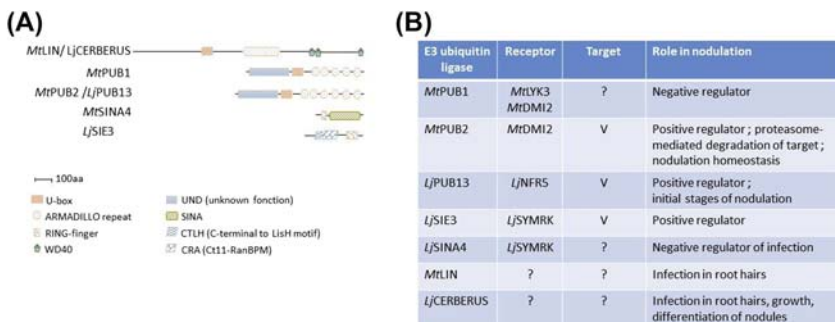 (A)
MtLIN/ LjCERBERUS
MtPUB1
MtPUB2 /LjPUB13
MtSINA4
LjSIE3
100aa
U-box
ARMADILLO repeat
RING-finger
WD40
UND (unknown fonction)
SINA
CTLH (C-terminal to LisH motif)
CRA (Ct11-RanBPM)
(B)
E3 ubiquitin ligase Receptor Target Role in nodulation
MtPUB1 MtLYK3 ? Negative regulator
MtDMI2
MtPUB2 MtDMI2 V Positive regulator ; proteasome-
mediated degradation of target ;
nodulation homeostasis
LjPUB13 LjNFR5 V Positive regulator ;
initial stages of nodulation
LjSIE3 LjSYMRK V Positive regulator
LjSINA4 LjSYMRK ? Negative regulator of infection
MtLIN ? ? Infection in root hairs
LjCERBERUS ? ? Infection in root hairs, growth,
differentiation of nodules